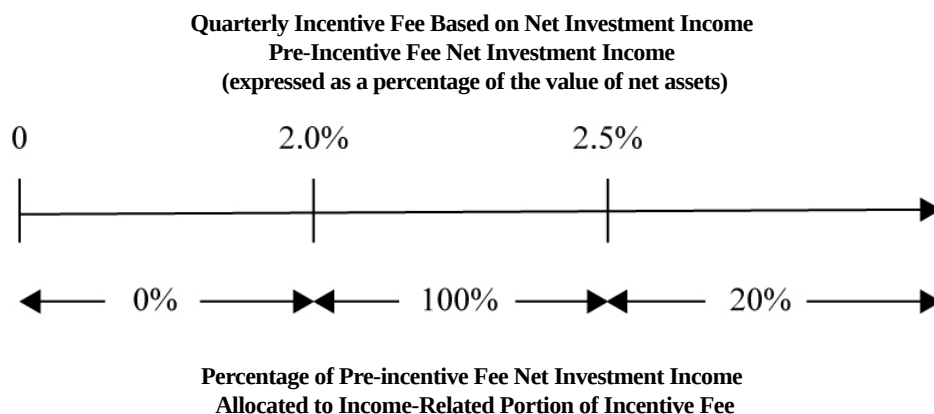 Quarterly Incentive Fee Based on Net Investment Income
Pre-Incentive Fee Net Investment Income
(expressed as a percentage of the value of net assets)
0 2.0% 2.5%
0% 100% 20%
Percentage of Pre-incentive Fee Net Investment Income
Allocated to Income-Related Portion of Incentive Fee